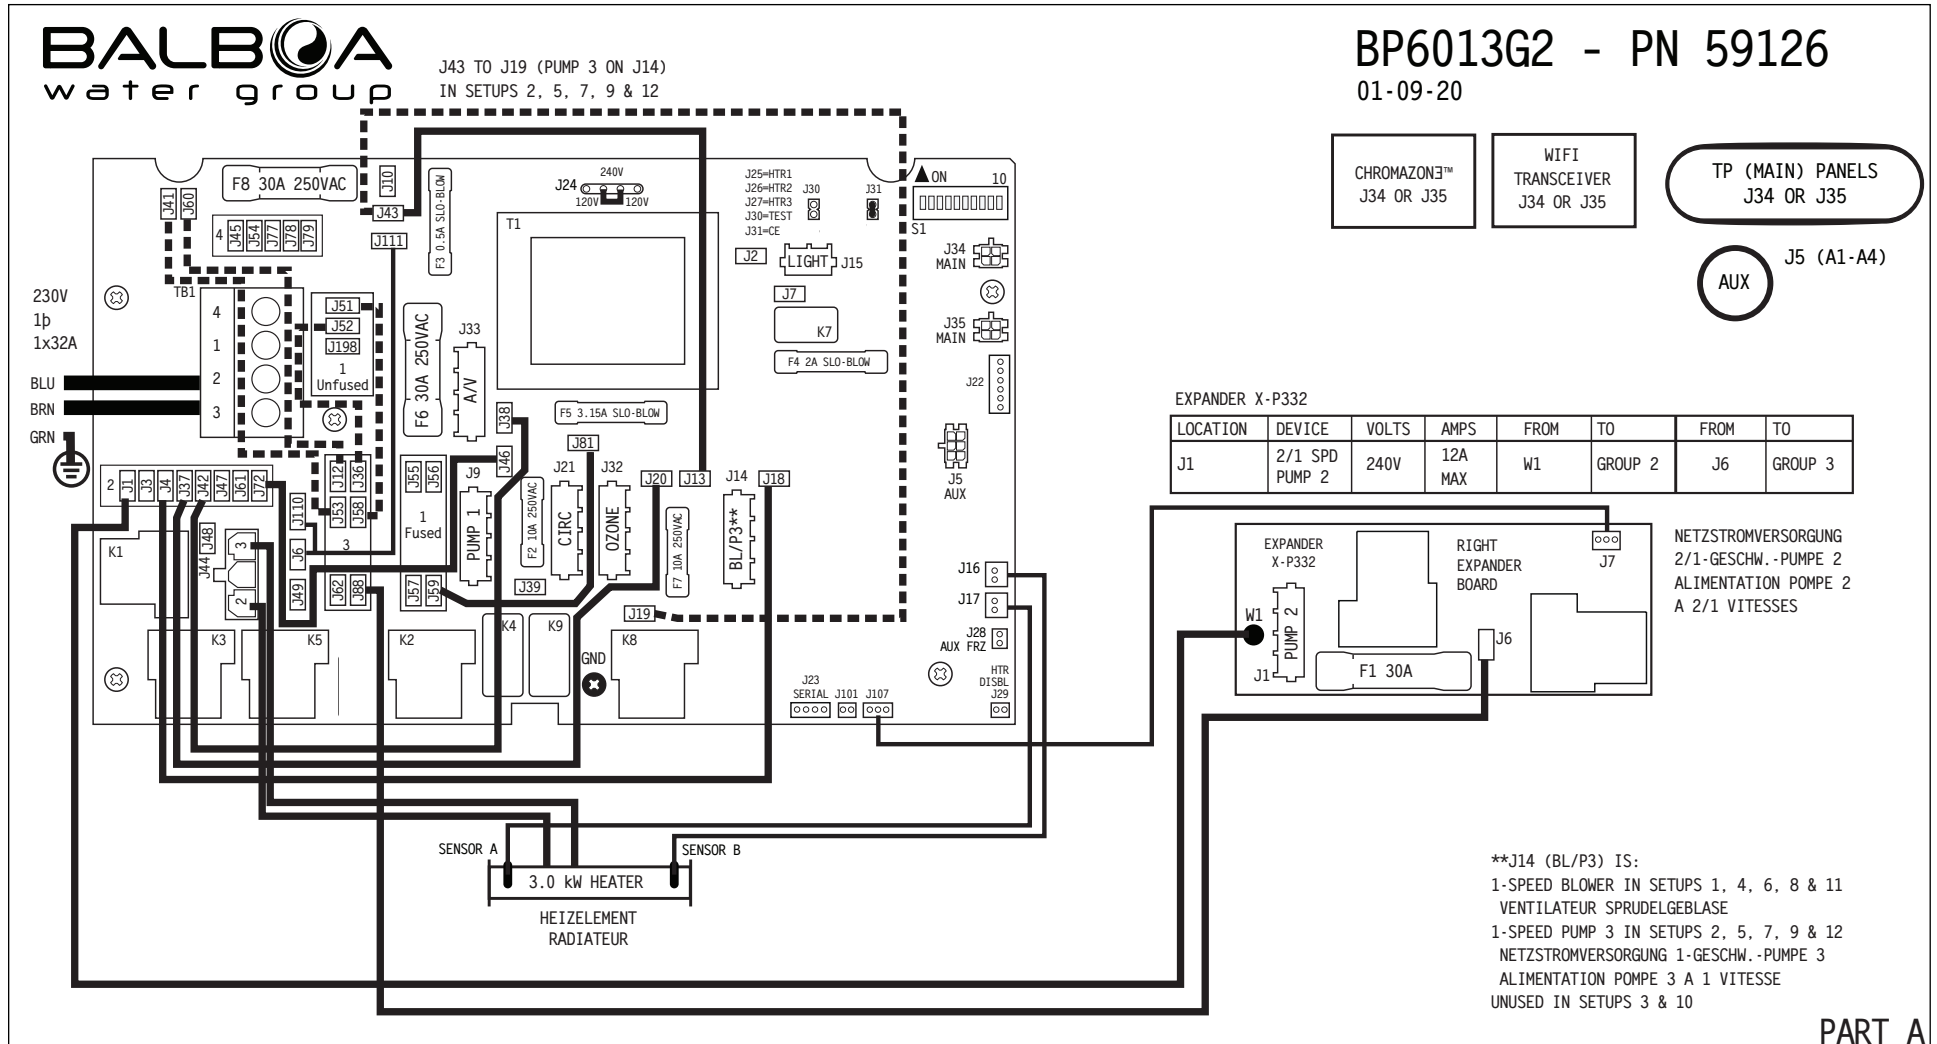 BALBOA
water group
J43 TO J19 (PUMP 3 ON J14)
IN SETUPS 2, 5, 7, 9 & 12
BP6013G2 - PN 59126
01-09-20
CHROMAZONE™
J34 OR J35
WIFI
TRANSCEIVER
J34 OR J35
TP (MAIN) PANELS
J34 OR J35
AUX
J5 (A1-A4)
F8 30A 250VAC
J41
J60
J10
J43
J111
F3 0.5A SLO-BLOW
4
J45
J54
J77
J78
J79
240V
J24
120V
120V
T1
J25=HTR1
J26=HTR2
J27=HTR3
J30=TEST
J31=CE
J30
J31
ON
10
S1
J2
LIGHT
J15
J34
MAIN
J7
K7
F4 2A SLO-BLOW
J35
MAIN
J22
230V
1þ
1x32A
BLU
BRN
GRN
TB1
4
1
2
3
J51
J52
J198
1
Unfused
F6 30A 250VAC
J33
A/V
J38
F5 3.15A SLO-BLOW
J46
J81
2
J1
J3
J4
J37
J42
J47
J61
J72
J110
J12
J36
J53
J58
3
J62
J88
J55
J56
1
Fused
J57
J59
J9
PUMP 1
F2 10A 250VAC
J39
J21
CIRC
J32
OZONE
J20
J13
F7 10A 250VAC
J14
BL/P3**
J18
J19
J5
AUX
K1
J48
J44
3
2
J6
J49
K3
K5
K2
K4
K9
GND
K8
J16
J17
J28
AUX FRZ
HTR
DISBL
J29
J23
SERIAL
J101
J107
EXPANDER X-P332
LOCATION DEVICE VOLTS AMPS FROM TO FROM TO
J1 2/1 SPD PUMP 2 240V 12A MAX W1 GROUP 2 J6 GROUP 3
EXPANDER
X-P332
RIGHT
EXPANDER
BOARD
J7
W1
PUMP 2
J1
F1 30A
J6
NETZSTROMVERSORGUNG
2/1-GESCHW.-PUMPE 2
ALIMENTATION POMPE 2
A 2/1 VITESSES
SENSOR A
SENSOR B
3.0 kW HEATER
HEIZELEMENT
RADIATEUR
**J14 (BL/P3) IS:
1-SPEED BLOWER IN SETUPS 1, 4, 6, 8 & 11
VENTILATEUR SPRUDELGEBLASE
1-SPEED PUMP 3 IN SETUPS 2, 5, 7, 9 & 12
NETZSTROMVERSORGUNG 1-GESCHW.-PUMPE 3
ALIMENTATION POMPE 3 A 1 VITESSE
UNUSED IN SETUPS 3 & 10
PART A